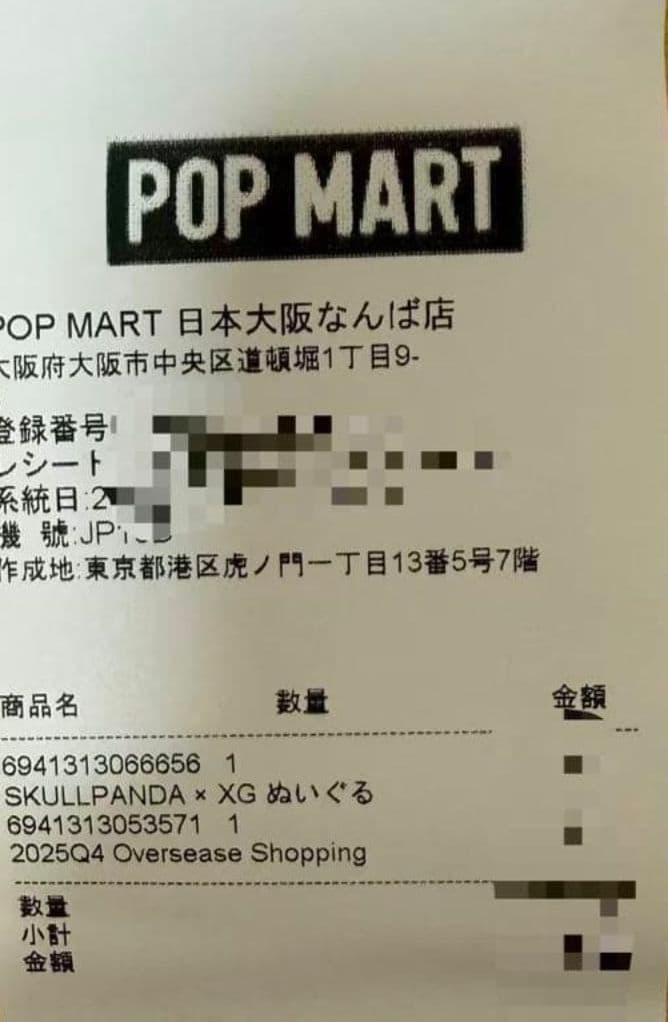 POP MART
POP MART 日本大阪なんば店
大阪府大阪市中央区道頓堀1丁目9-
登録番号
レシート
系統日:2
機 號:JP
作成地:東京都港区虎ノ門一丁目13番5号7階
商品名 数量 金額
6941313066656 1
SKULLPANDA × XG ぬいぐる
6941313053571 1
2025Q4 Oversease Shopping
数量
小計
金額